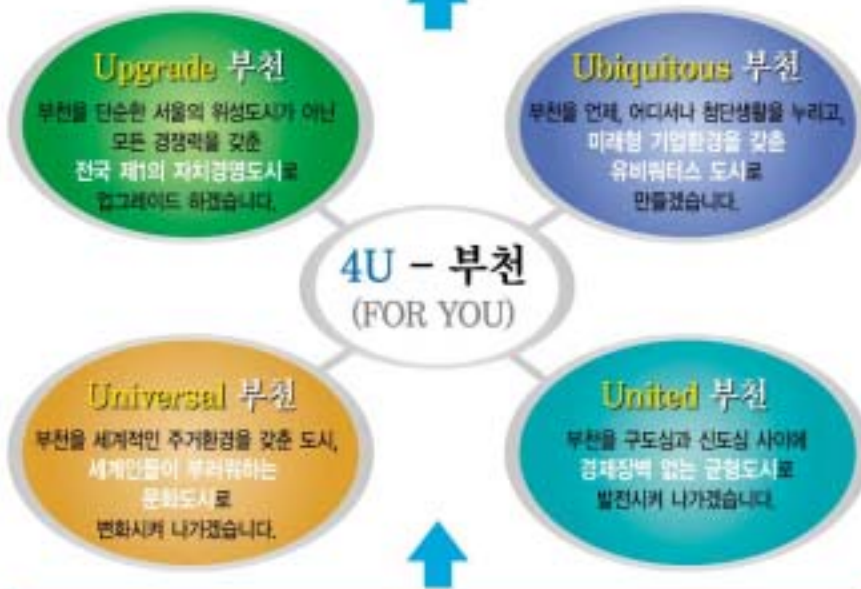 Upgrade 부천
부천을 단순한 서울의 위성도시가 아닌
모든 경쟁력을 갖춘
전국 제1의 자치경영도시로
업그레이드 하겠습니다.
Ubiquitous 부천
부천을 언제, 어디서나 첨단생활을 누리고,
미래형 기업환경을 갖춘
유비쿼터스 도시로
만들겠습니다.
4U - 부천
(FOR YOU)
Universal 부천
부천을 세계적인 주거환경을 갖춘 도시,
세계인들이 부러워하는
문화도시로
변화시켜 나가겠습니다.
United 부천
부천을 구도심과 신도심 사이에
경제장벽 없는 균형도시로
발전시켜 나가겠습니다.